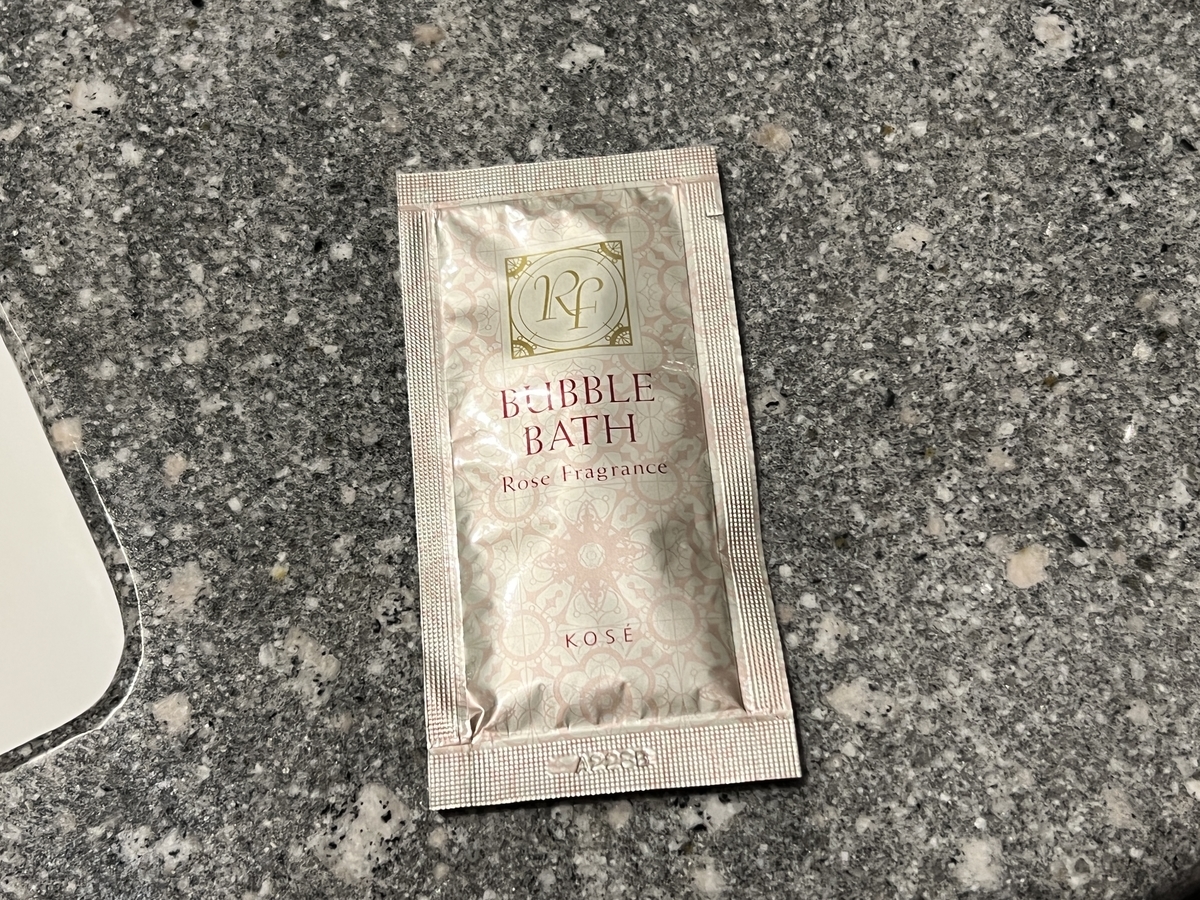 Rf
BUBBLE
BATH
Rose Fragrance
KOSÉ